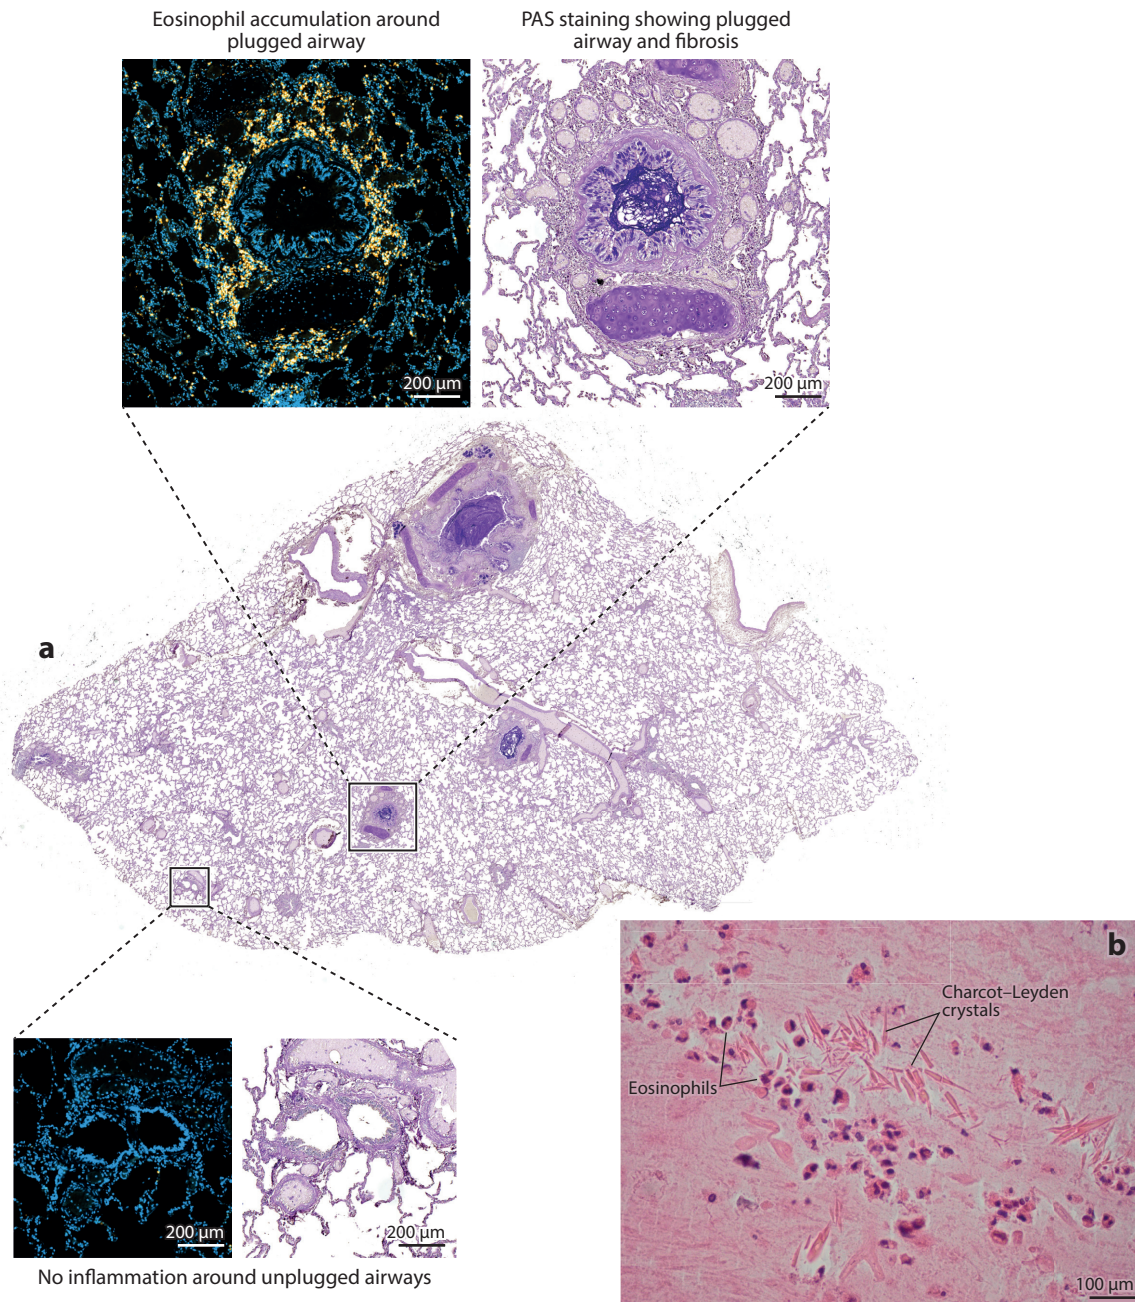 Eosinophil accumulation around
plugged airway
PAS staining showing plugged
airway and fibrosis
200 µm
200 µm
a
b
Charcot–Leyden
crystals
Eosinophils
200 µm
200 µm
100 µm
No inflammation around unplugged airways